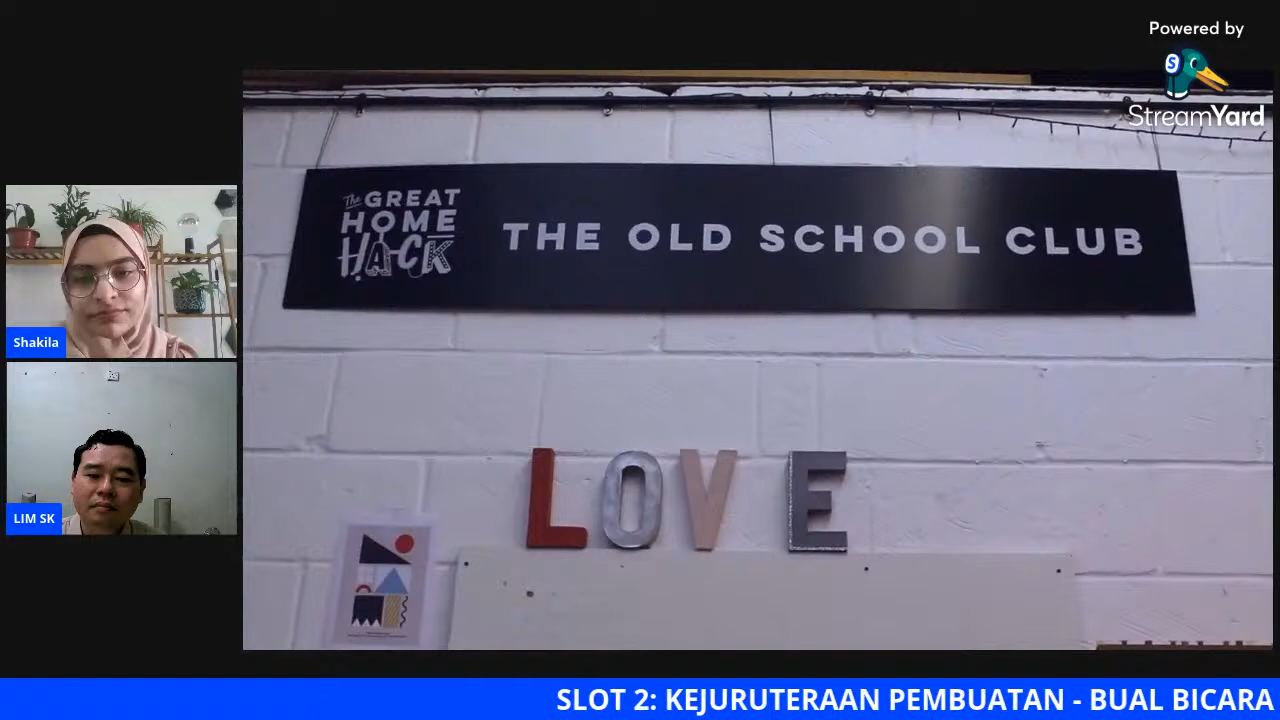 Powered by
StreamYard
The GREAT
HOME
HACK
THE OLD SCHOOL CLUB
Shakila
LIM SK
LOVE
SLOT 2: KEJURUTERAAN PEMBUATAN - BUAL BICARA